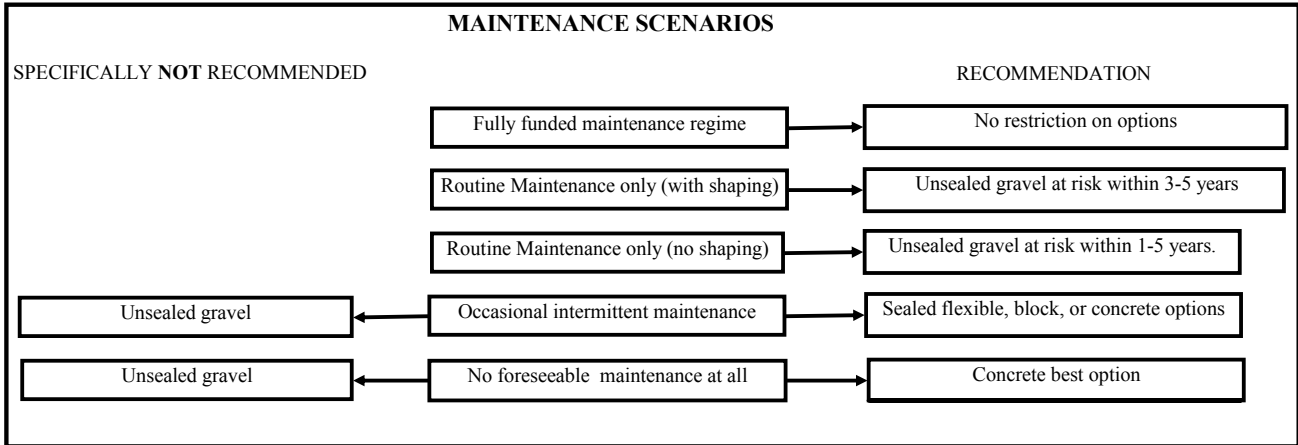 MAINTENANCE SCENARIOS
SPECIFICALLY NOT RECOMMENDED
RECOMMENDATION
Fully funded maintenance regime
No restriction on options
Routine Maintenance only (with shaping)
Unsealed gravel at risk within 3-5 years
Routine Maintenance only (no shaping)
Unsealed gravel at risk within 1-5 years.
Unsealed gravel
Occasional intermittent maintenance
Sealed flexible, block, or concrete options
Unsealed gravel
No foreseeable maintenance at all
Concrete best option